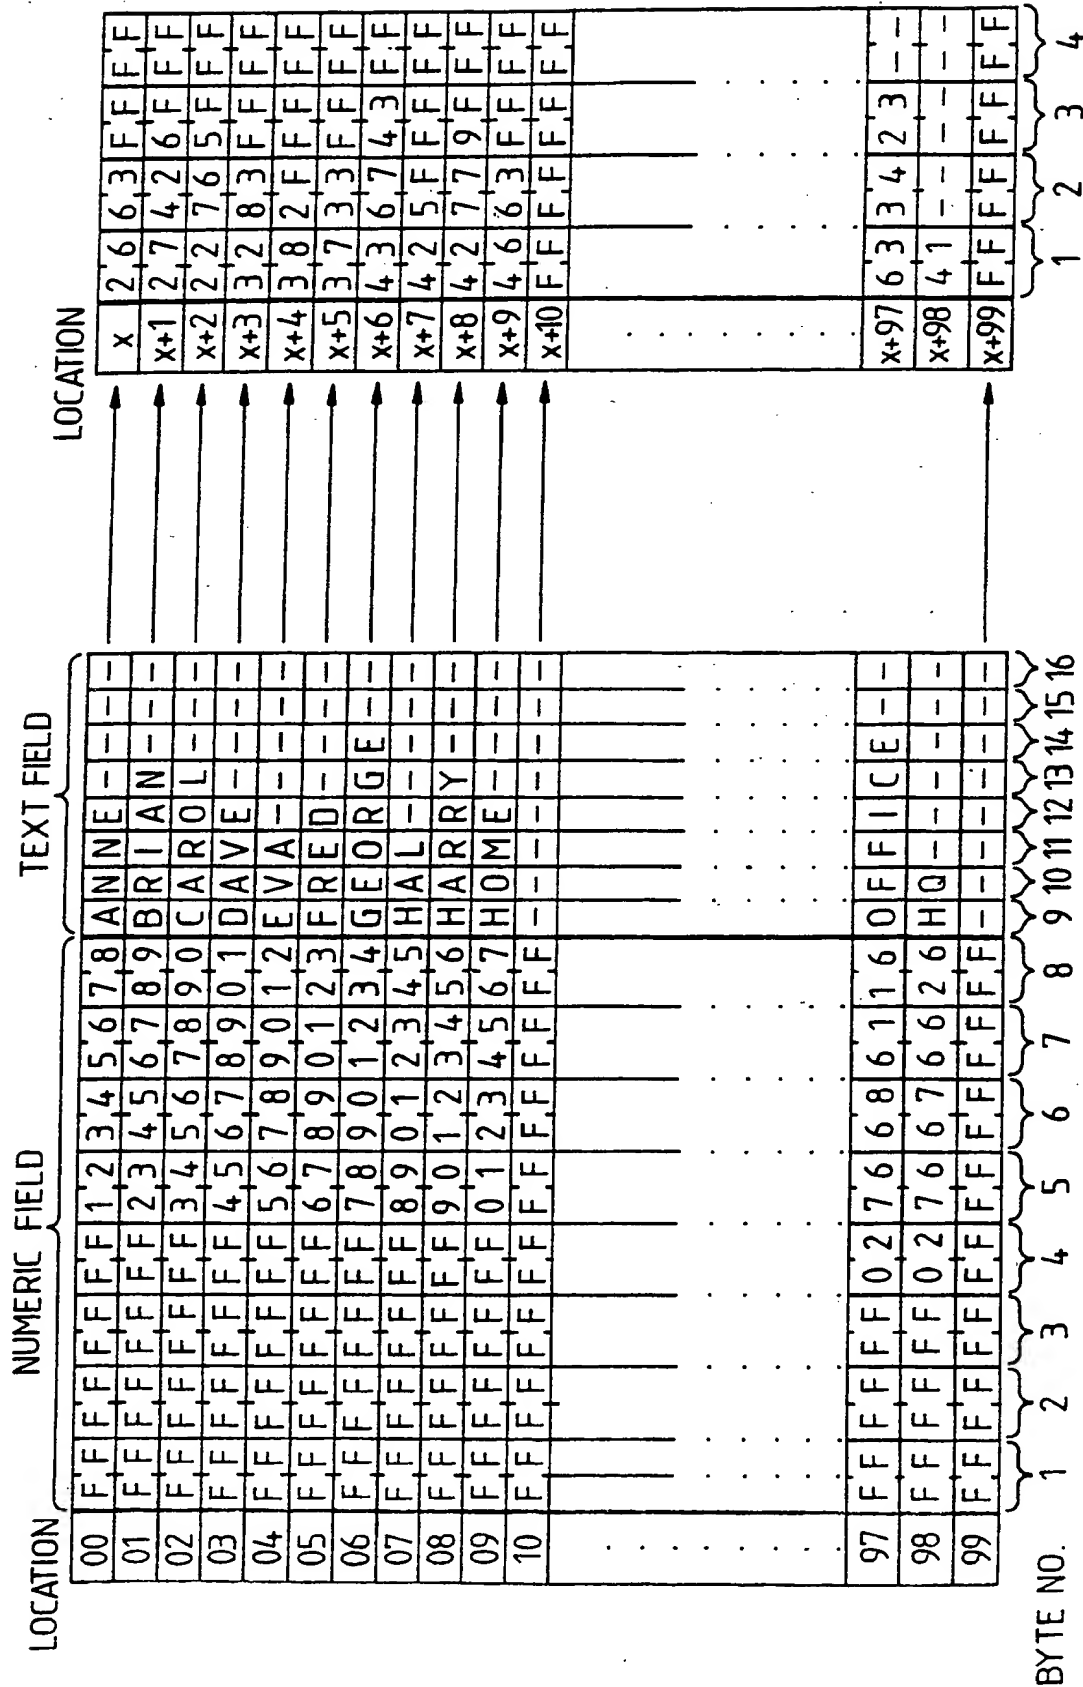 NUMERIC FIELD TEXT FIELD
LOCATION LOCATION
00 F F F F F F F F 1 2 3 4 5 6 7 8 A N N E - - - - x 2 6 6 3 F F F F
01 F F F F F F F F 2 3 4 5 6 7 8 9 B R I A N - - - x+1 2 7 4 2 6 F F F
02 F F F F F F F F 3 4 5 6 7 8 9 0 C A R O L - - - x+2 2 2 7 6 5 F F F
03 F F F F F F F F 4 5 6 7 8 9 0 1 D A V E - - - - x+3 3 2 8 3 F F F F
04 F F F F F F F F 5 6 7 8 9 0 1 2 E V A - - - - - x+4 3 8 2 F F F F F
05 F F F F F F F F 6 7 8 9 0 1 2 3 F R E D - - - - x+5 3 7 3 3 F F F F
06 F F F F F F F F 7 8 9 0 1 2 3 4 G E O R G E - - x+6 4 3 6 7 4 3 F F
07 F F F F F F F F 8 9 0 1 2 3 4 5 H A L - - - - - x+7 4 2 5 F F F F F
08 F F F F F F F F 9 0 1 2 3 4 5 6 H A R R Y - - - x+8 4 2 7 7 9 F F F
09 F F F F F F F F 0 1 2 3 4 5 6 7 H O M E - - - - x+9 4 6 6 3 F F F F
10 F F F F F F F F F F F F F F F F - - - - - - - - x+10 F F F F F F F F
97 F F F F F F 0 2 7 6 6 8 6 1 1 6 O F F I C E - - x+97 6 3 3 4 2 3 - -
98 F F F F F F 0 2 7 6 6 7 6 6 2 6 H Q - - - - - - x+98 4 1 - - - - - -
99 F F F F F F F F F F F F F F F F - - - - - - - - x+99 F F F F F F F F
BYTE NO. 1 2 3 4 5 6 7 8 9 10 11 12 13 14 15 16 1 2 3 4